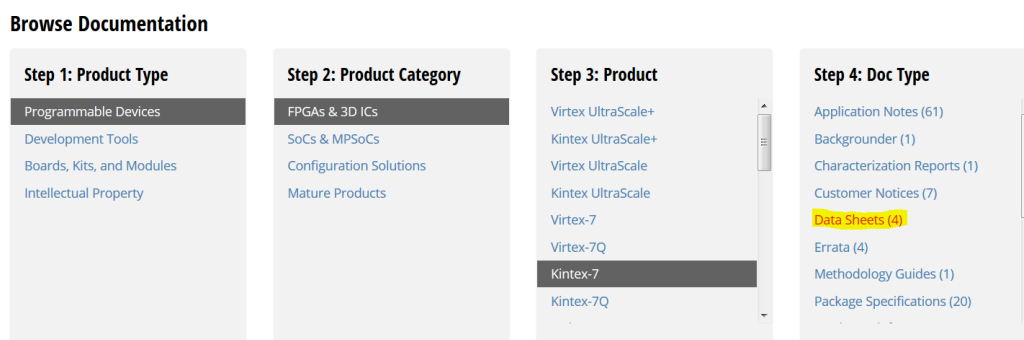 Browse Documentation
Step 1: Product Type
Programmable Devices
Development Tools
Boards, Kits, and Modules
Intellectual Property
Step 2: Product Category
FPGAs & 3D ICs
SoCs & MPSoCs
Configuration Solutions
Mature Products
Step 3: Product
Virtex UltraScale+
Kintex UltraScale+
Virtex UltraScale
Kintex UltraScale
Virtex-7
Virtex-7Q
Kintex-7
Kintex-7Q
Step 4: Doc Type
Application Notes (61)
Backgrounder (1)
Characterization Reports (1)
Customer Notices (7)
Data Sheets (4)
Errata (4)
Methodology Guides (1)
Package Specifications (20)